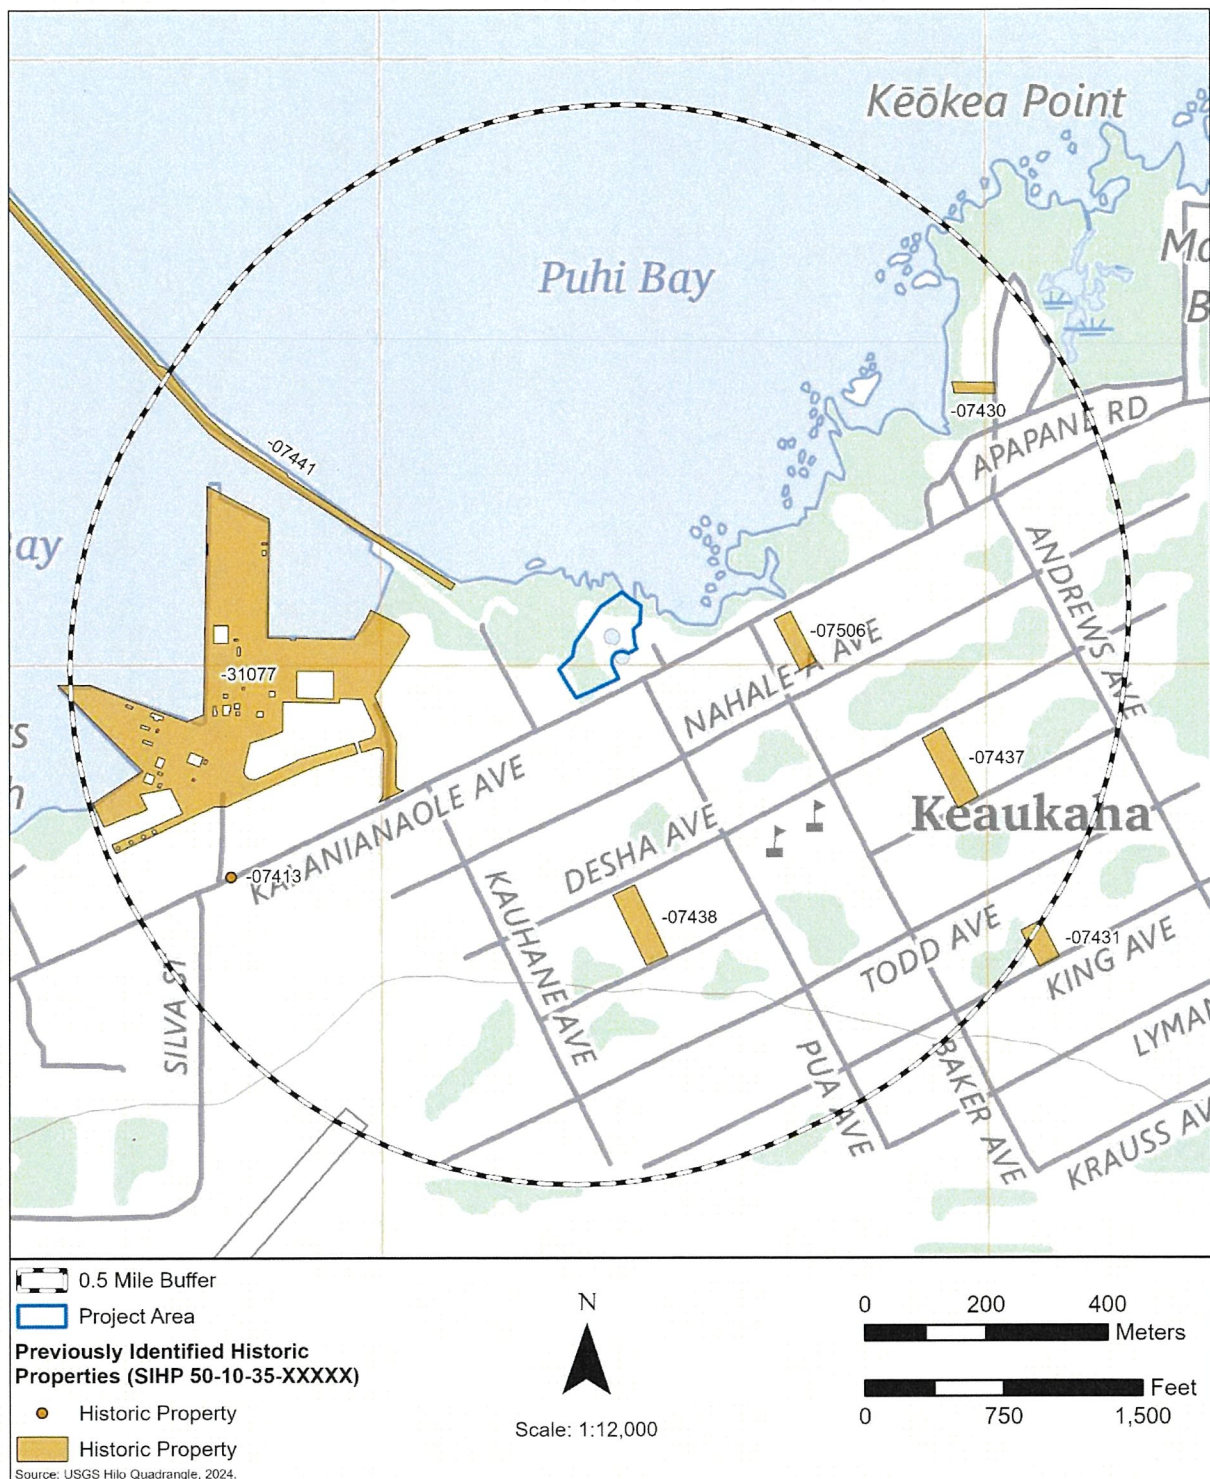 Kēōkea Point
Puhi Bay
Ma
B
-07430
APAPANE RD
-07441
ay
ANDREWS AVE
-07506
NAHALE-A AVE
-31077
s
h
-07437
Keaukaha
KALANIANAOLE AVE
DESHA AVE
-07413
-07438
KAUHANE AVE
TODD AVE
-07431
KING AVE
SILVA ST
LYMAN
PUA AVE
BAKER AVE
KRAUSS AV
0.5 Mile Buffer
Project Area
Previously Identified Historic
Properties (SIHP 50-10-35-XXXXX)
Historic Property
Historic Property
Source: USGS Hilo Quadrangle, 2024.
N
Scale: 1:12,000
0 200 400
Meters
Feet
0 750 1,500